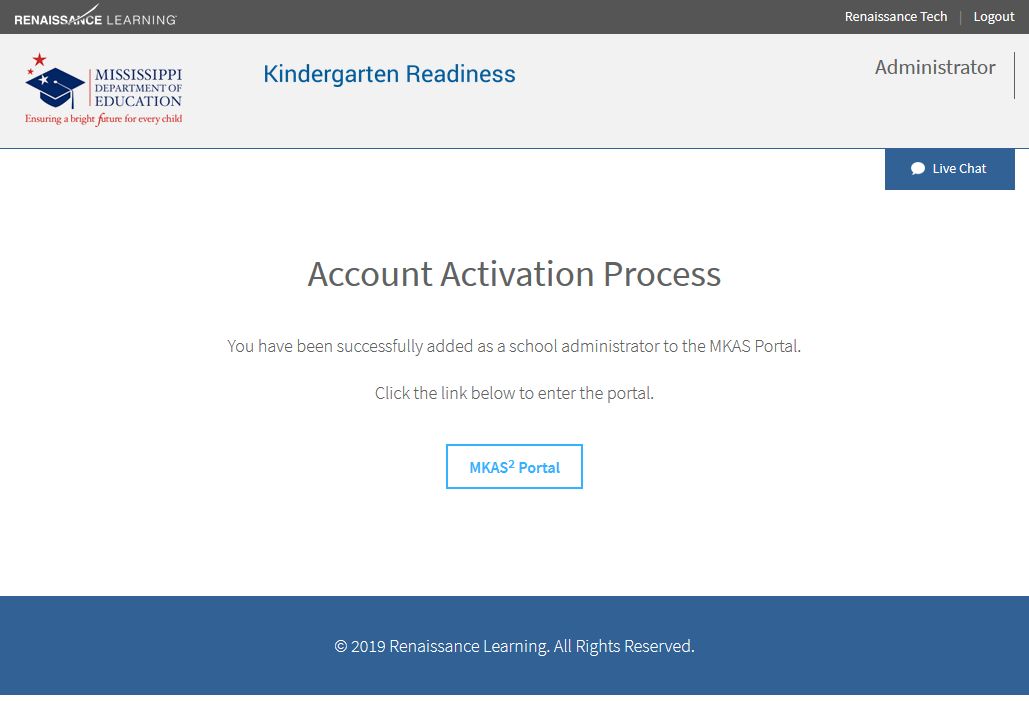 RENAISSANCE LEARNING
Renaissance Tech | Logout
MISSISSIPPI
DEPARTMENT OF
EDUCATION
Ensuring a bright future for every child
Kindergarten Readiness
Administrator
Live Chat
Account Activation Process
You have been successfully added as a school administrator to the MKAS Portal.
Click the link below to enter the portal.
MKAS² Portal
© 2019 Renaissance Learning. All Rights Reserved.